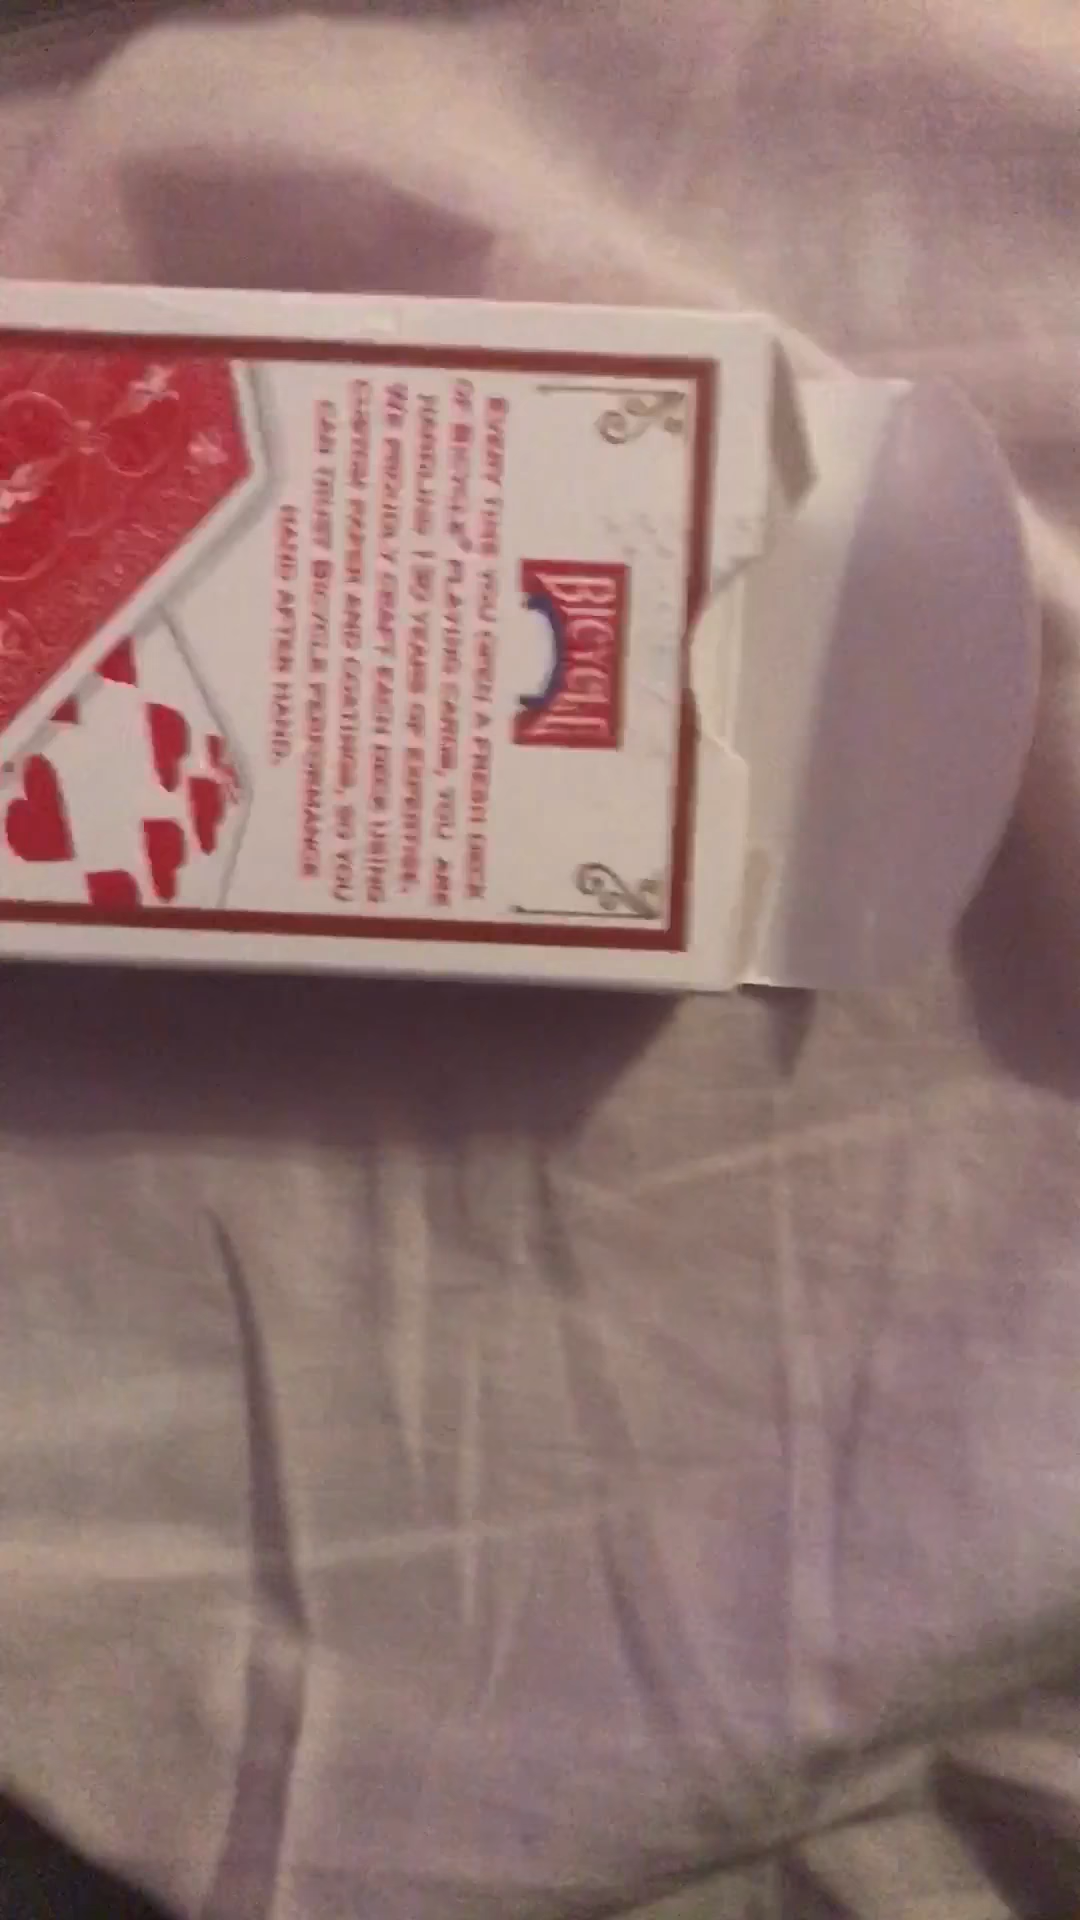 BICYCLE
EVERY TIME YOU OPEN A FRESH DECK
OF BICYCLE® PLAYING CARDS, YOU ARE
HANDLING 130 YEARS OF EXPERTISE.
WE PROUDLY CRAFT EACH DECK USING
CUSTOM PAPER AND COATINGS, SO YOU
CAN TRUST BICYCLE PERFORMANCE
HAND AFTER HAND.